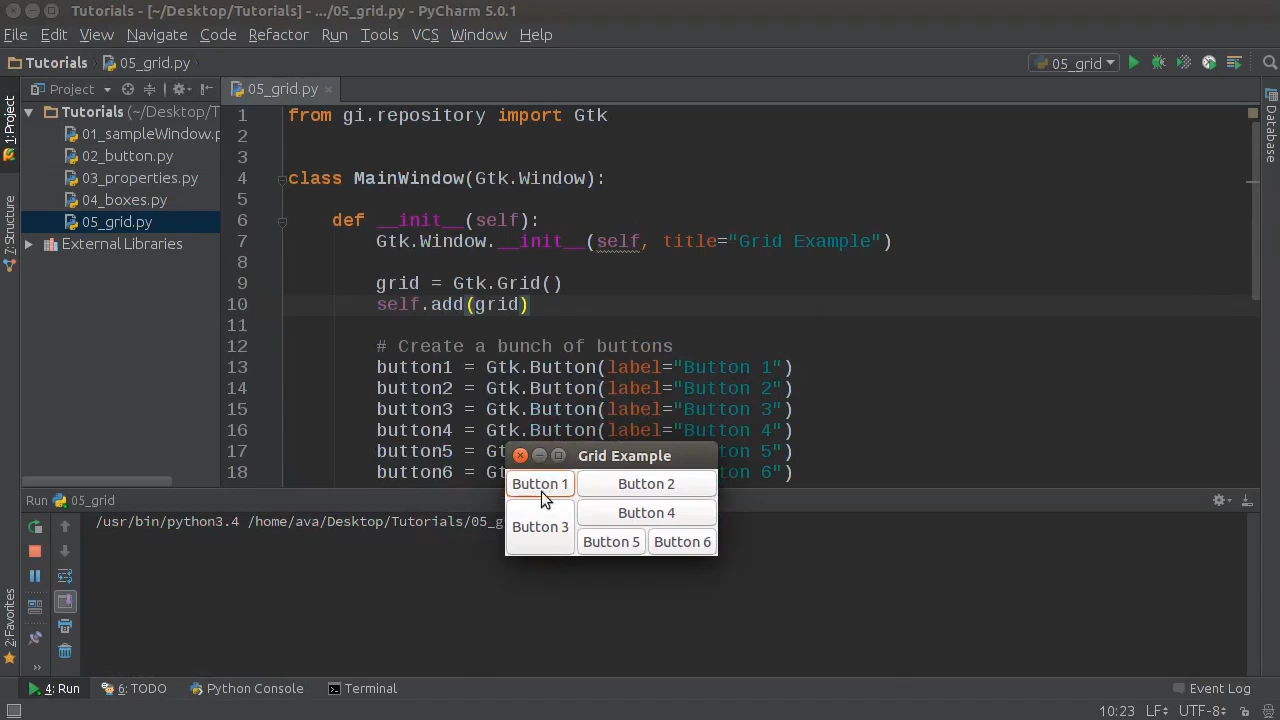 Tutorials - [~/Desktop/Tutorials] - .../05_grid.py - PyCharm 5.0.1
File Edit View Navigate Code Refactor Run Tools VCS Window Help
Tutorials 05_grid.py 05_grid
Project 05_grid.py
1: Project
Tutorials (~/Desktop/T
01_sampleWindow.p
02_button.py
03_properties.py
04_boxes.py
05_grid.py
External Libraries
7: Structure
2: Favorites
Database
1 from gi.repository import Gtk
2
3
4 class MainWindow(Gtk.Window):
5
6 def __init__(self):
7 Gtk.Window.__init__(self, title="Grid Example")
8
9 grid = Gtk.Grid()
10 self.add(grid)
11
12 # Create a bunch of buttons
13 button1 = Gtk.Button(label="Button 1")
14 button2 = Gtk.Button(label="Button 2")
15 button3 = Gtk.Button(label="Button 3")
16 button4 = Gtk.Button(label="Button 4")
17 button5 = G 5")
18 button6 = G 6")
Grid Example
Button 1 Button 2
Button 3 Button 4
Button 5 Button 6
Run 05_grid
/usr/bin/python3.4 /home/ava/Desktop/Tutorials/05_g
4: Run 6: TODO Python Console Terminal Event Log
10:23 LF UTF-8